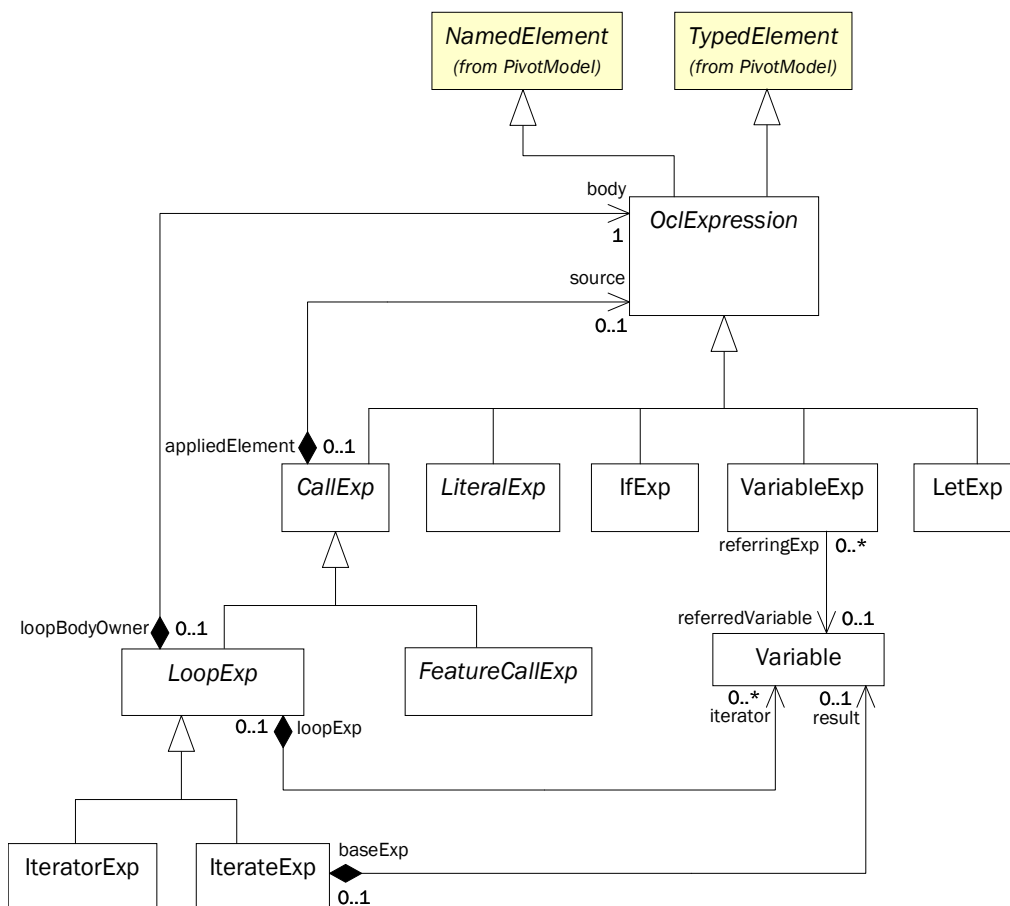 NamedElement
(from PivotModel)
TypedElement
(from PivotModel)
body
OclExpression
1
source
0..1
appliedElement
0..1
CallExp
LiteralExp
IfExp
VariableExp
LetExp
referringExp
0..*
loopBodyOwner
0..1
referredVariable
0..1
LoopExp
FeatureCallExp
Variable
0..1
loopExp
0..*
iterator
0..1
result
IteratorExp
IterateExp
baseExp
0..1